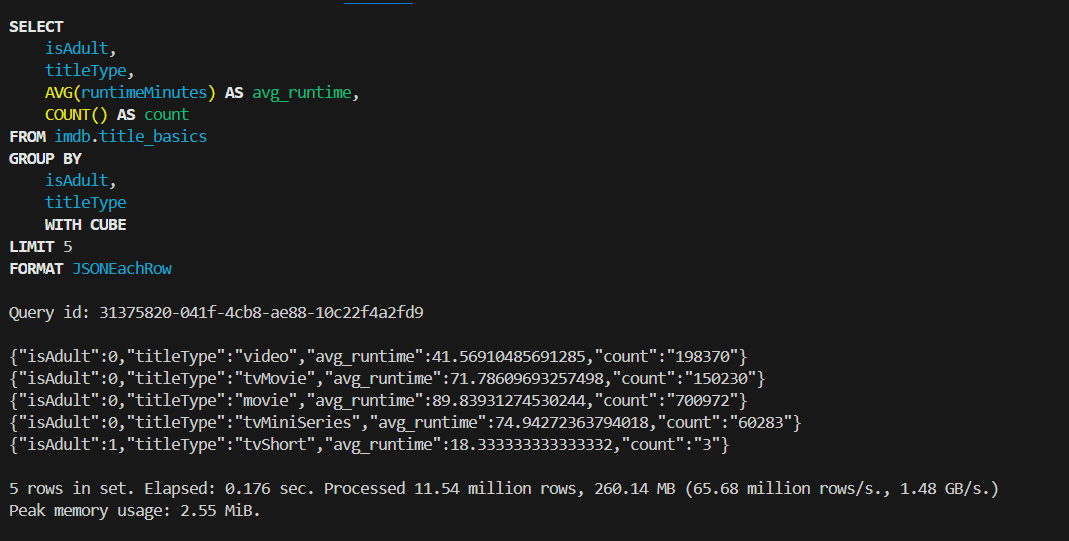 SELECT
    isAdult,
    titleType,
    AVG(runtimeMinutes) AS avg_runtime,
    COUNT() AS count
FROM imdb.title_basics
GROUP BY
    isAdult,
    titleType
    WITH CUBE
LIMIT 5
FORMAT JSONEachRow
Query id: 31375820-041f-4cb8-ae88-10c22f4a2fd9
{"isAdult":0,"titleType":"video","avg_runtime":41.56910485691285,"count":"198370"}
{"isAdult":0,"titleType":"tvMovie","avg_runtime":71.78609693257498,"count":"150230"}
{"isAdult":0,"titleType":"movie","avg_runtime":89.83931274530244,"count":"700972"}
{"isAdult":0,"titleType":"tvMiniSeries","avg_runtime":74.94272363794018,"count":"60283"}
{"isAdult":1,"titleType":"tvShort","avg_runtime":18.333333333333332,"count":"3"}
5 rows in set. Elapsed: 0.176 sec. Processed 11.54 million rows, 260.14 MB (65.68 million rows/s., 1.48 GB/s.)
Peak memory usage: 2.55 MiB.